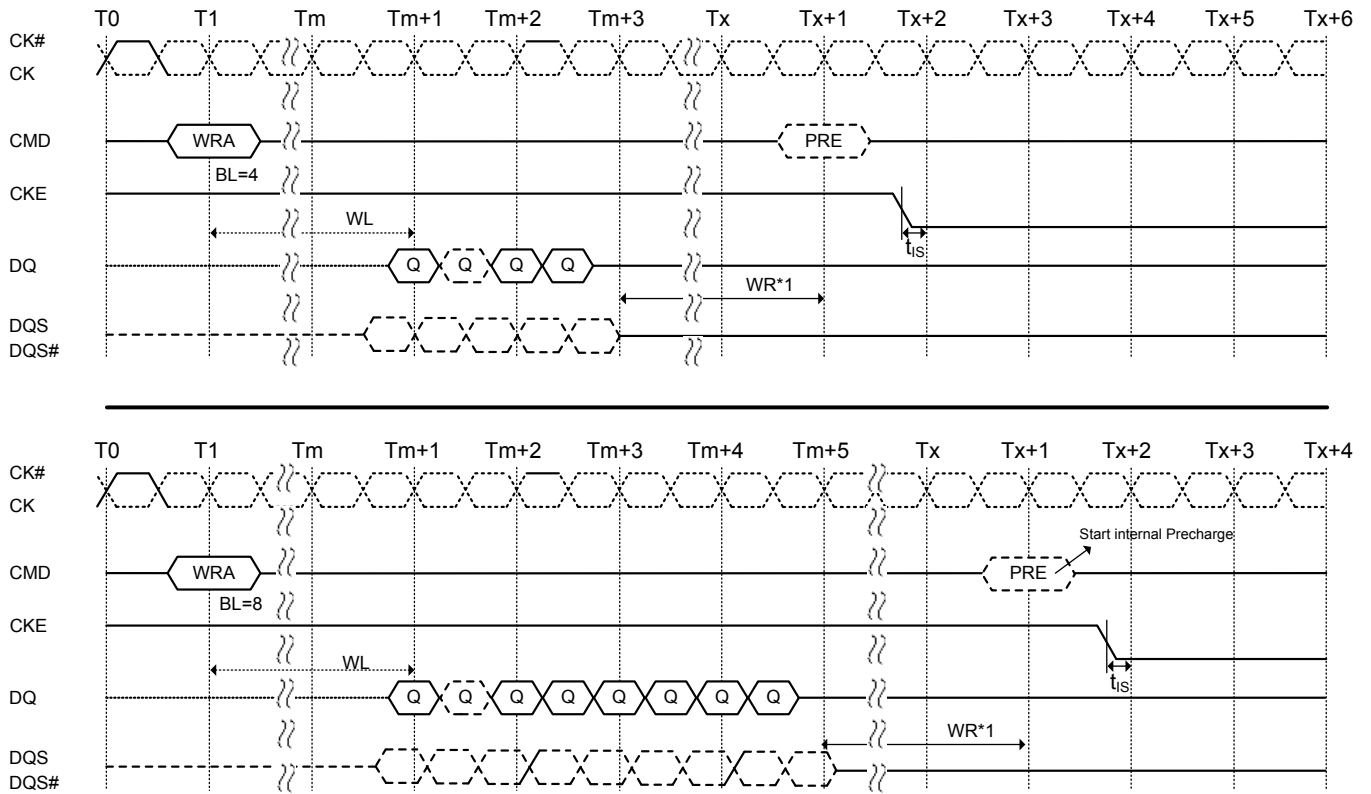 T0 T1 Tm Tm+1 Tm+2 Tm+3 Tx Tx+1 Tx+2 Tx+3 Tx+4 Tx+5 Tx+6
CK#
CK
CMD WRA PRE
BL=4
CKE
WL
tIS
DQ Q Q Q Q
WR*1
DQS
DQS#
T0 T1 Tm Tm+1 Tm+2 Tm+3 Tm+4 Tm+5 Tx Tx+1 Tx+2 Tx+3 Tx+4
CK#
CK
Start internal Precharge
CMD WRA PRE
BL=8
CKE
WL
tIS
DQ Q Q Q Q Q Q Q Q
WR*1
DQS
DQS#